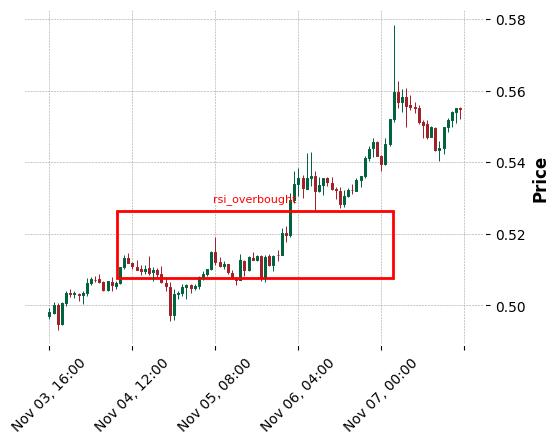 0.58
0.56
0.54
0.52
0.50
Price
rsi_overbought
Nov 03, 16:00
Nov 04, 12:00
Nov 05, 08:00
Nov 06, 04:00
Nov 07, 00:00